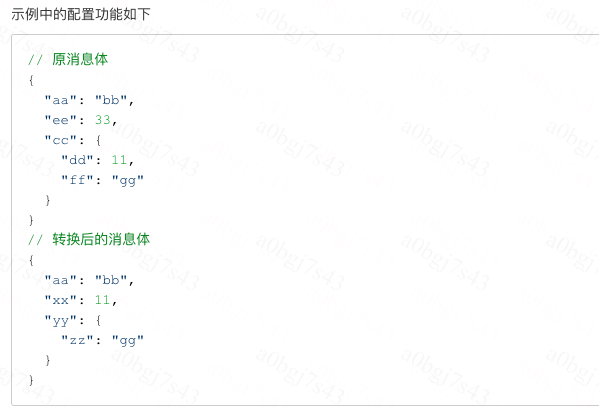 示例中的配置功能如下
// 原消息体
{
  "aa": "bb",
  "ee": 33,
  "cc": {
    "dd": 11,
    "ff": "gg"
  }
}
// 转换后的消息体
{
  "aa": "bb",
  "xx": 11,
  "yy": {
    "zz": "gg"
  }
}
a0bgj7s43